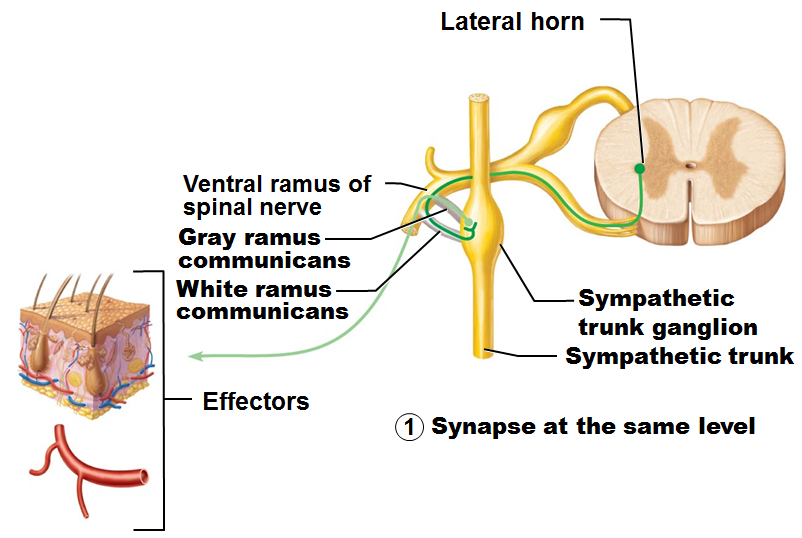 Lateral horn
Ventral ramus of
spinal nerve
Gray ramus
communicans
White ramus
communicans
Sympathetic
trunk ganglion
Sympathetic trunk
Effectors
1 Synapse at the same level